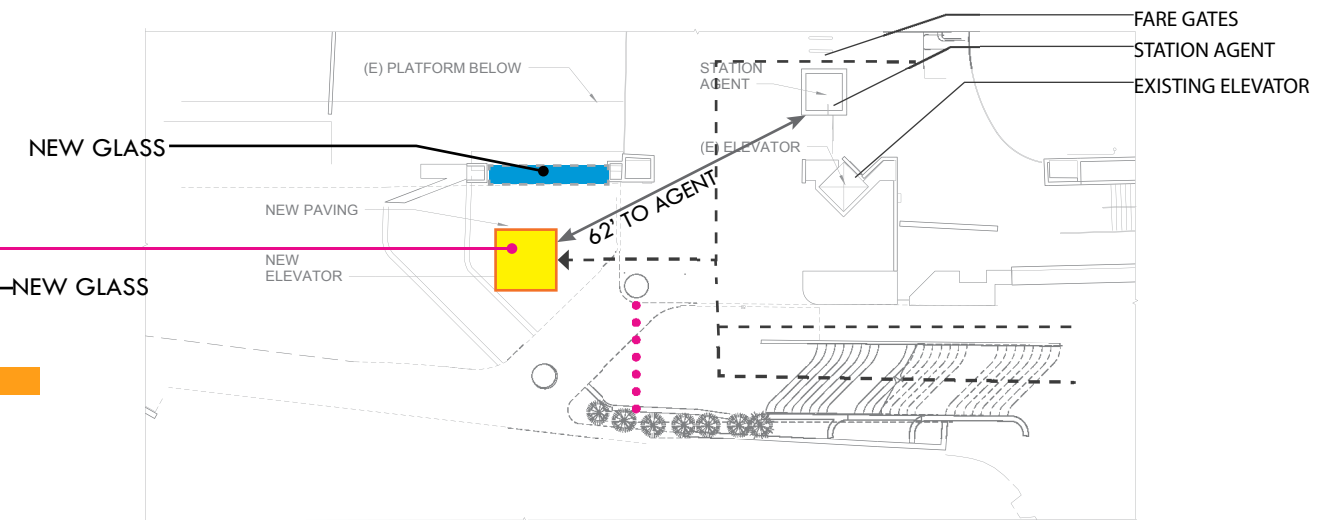 FARE GATES
STATION AGENT
EXISTING ELEVATOR
(E) PLATFORM BELOW
STATION
AGENT
NEW GLASS
(E) ELEVATOR
62' TO AGENT
NEW PAVING
NEW
ELEVATOR
NEW GLASS